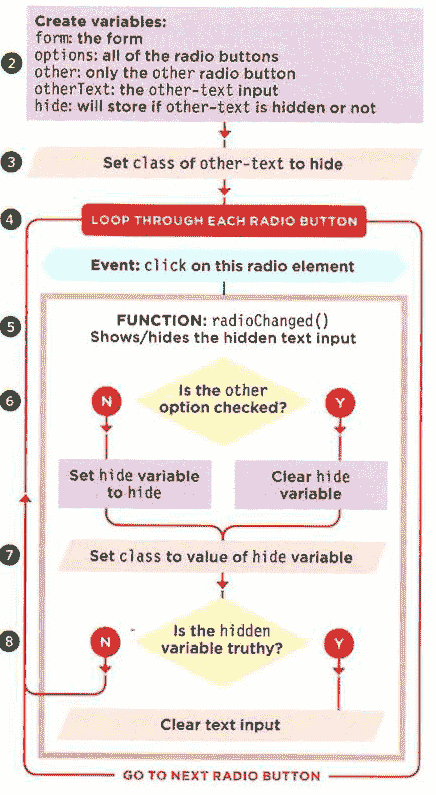 2
Create variables:
form: the form
options: all of the radio buttons
other: only the other radio button
otherText: the other-text input
hide: will store if other-text is hidden or not
3
Set class of other-text to hide
4
LOOP THROUGH EACH RADIO BUTTON
Event: click on this radio element
5
FUNCTION: radioChanged()
Shows/hides the hidden text input
6
N
Is the other
option checked?
Y
Set hide variable
to hide
Clear hide
variable
7
Set class to value of hide variable
8
N
Is the hidden
variable truthy?
Y
Clear text input
GO TO NEXT RADIO BUTTON